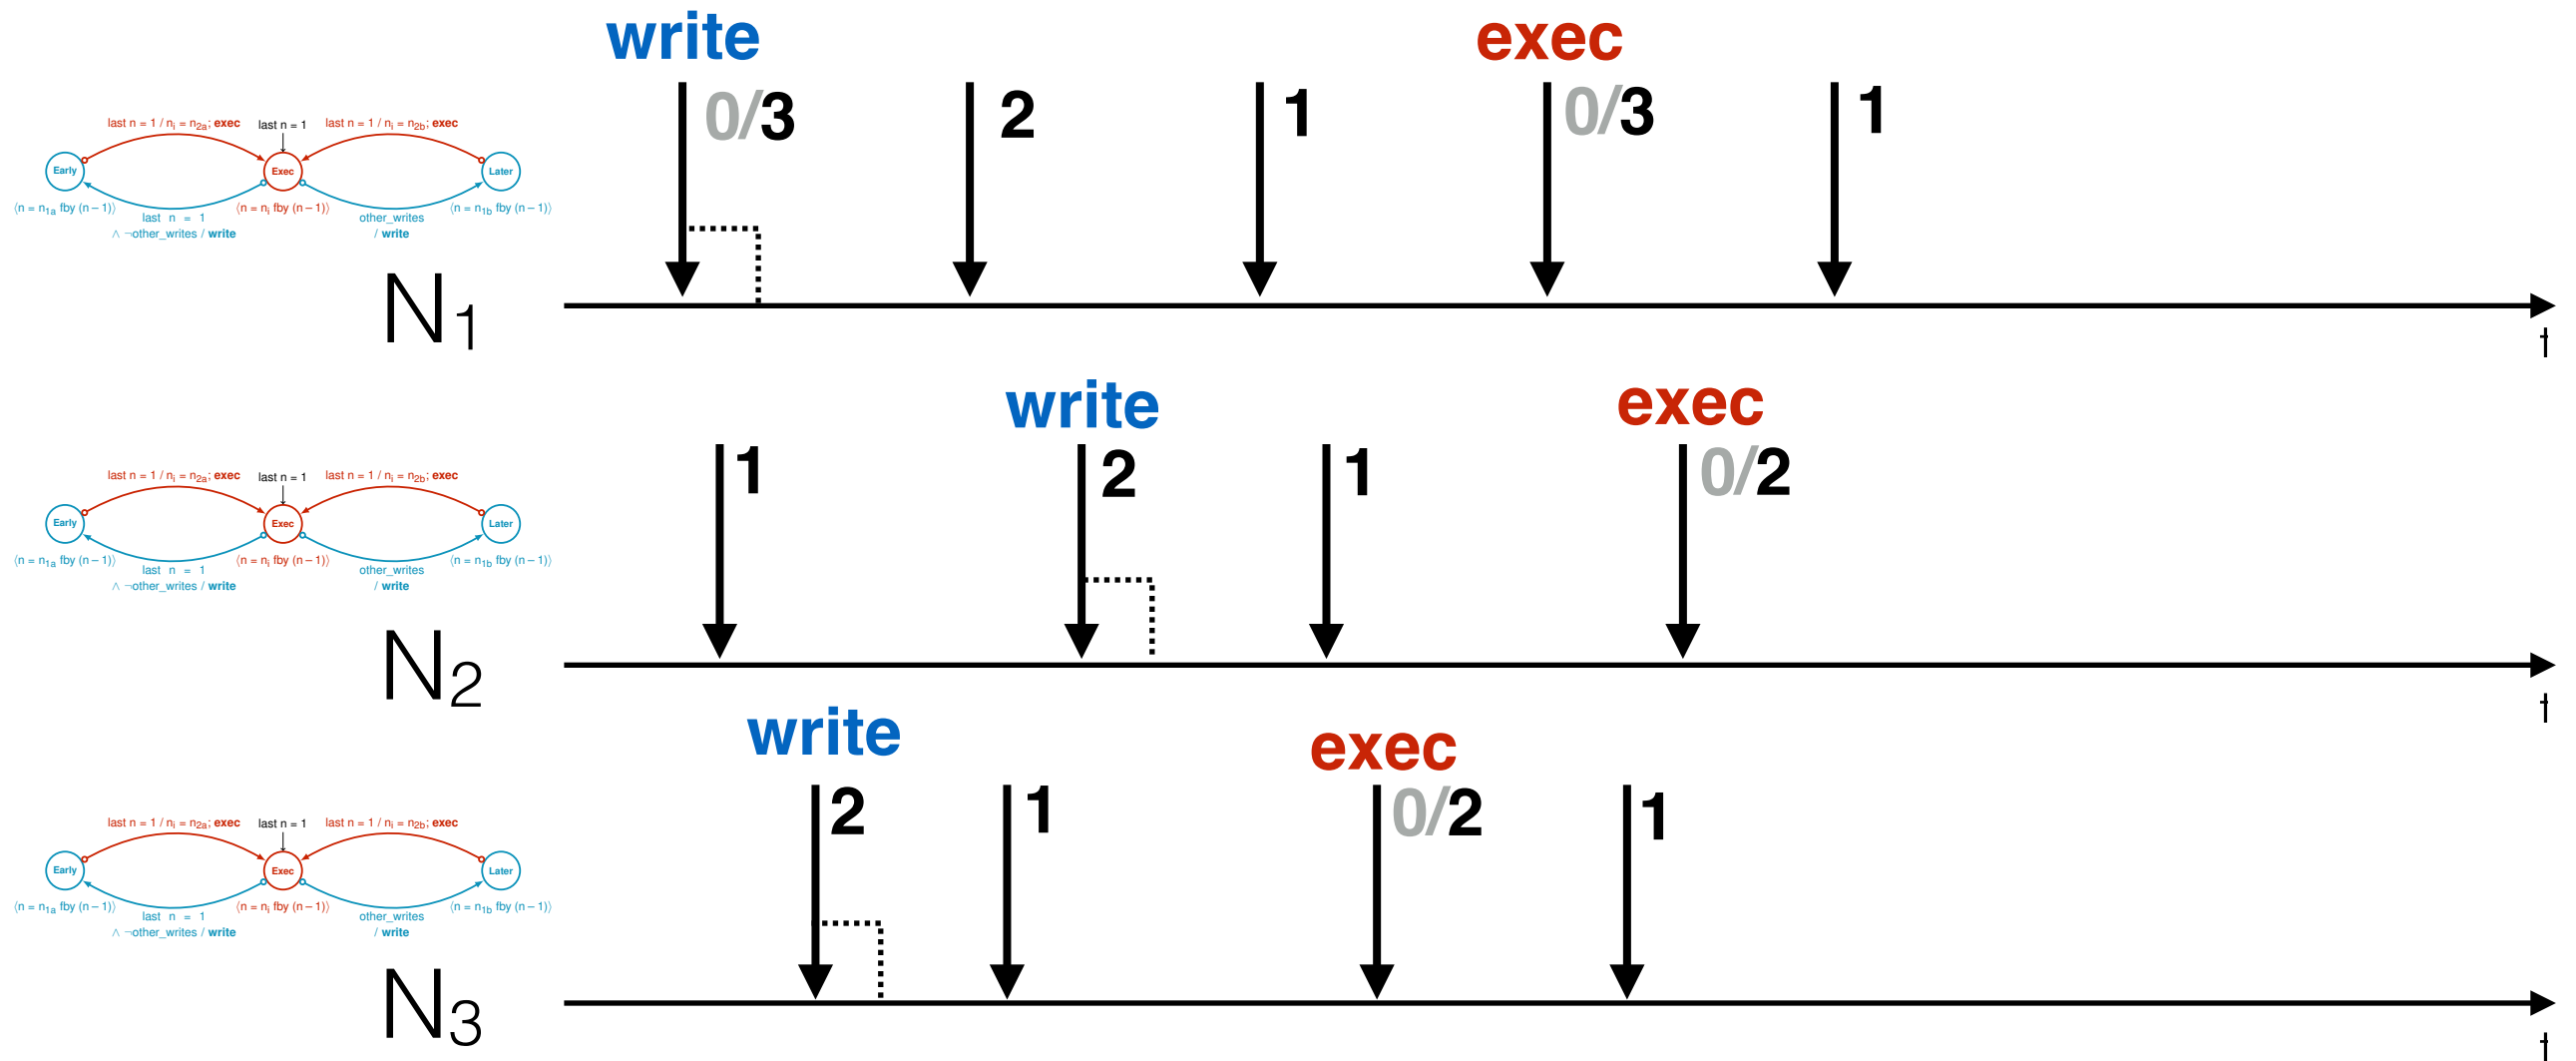 write
exec
0/3
2
1
0/3
1
last n = 1 / nᵢ = n₂ₐ; exec
last n = 1
last n = 1 / nᵢ = n₂b; exec
Early
Exec
Later
⟨n = n₁ₐ fby (n – 1)⟩
⟨n = nᵢ fby (n – 1)⟩
⟨n = n₁b fby (n – 1)⟩
last n = 1
other_writes
∧ ¬other_writes / write
/ write
N₁
t
write
exec
1
2
1
0/2
last n = 1 / nᵢ = n₂ₐ; exec
last n = 1
last n = 1 / nᵢ = n₂b; exec
Early
Exec
Later
⟨n = n₁ₐ fby (n – 1)⟩
⟨n = nᵢ fby (n – 1)⟩
⟨n = n₁b fby (n – 1)⟩
last n = 1
other_writes
∧ ¬other_writes / write
/ write
N₂
t
write
exec
2
1
0/2
1
last n = 1 / nᵢ = n₂ₐ; exec
last n = 1
last n = 1 / nᵢ = n₂b; exec
Early
Exec
Later
⟨n = n₁ₐ fby (n – 1)⟩
⟨n = nᵢ fby (n – 1)⟩
⟨n = n₁b fby (n – 1)⟩
last n = 1
other_writes
∧ ¬other_writes / write
/ write
N₃
t